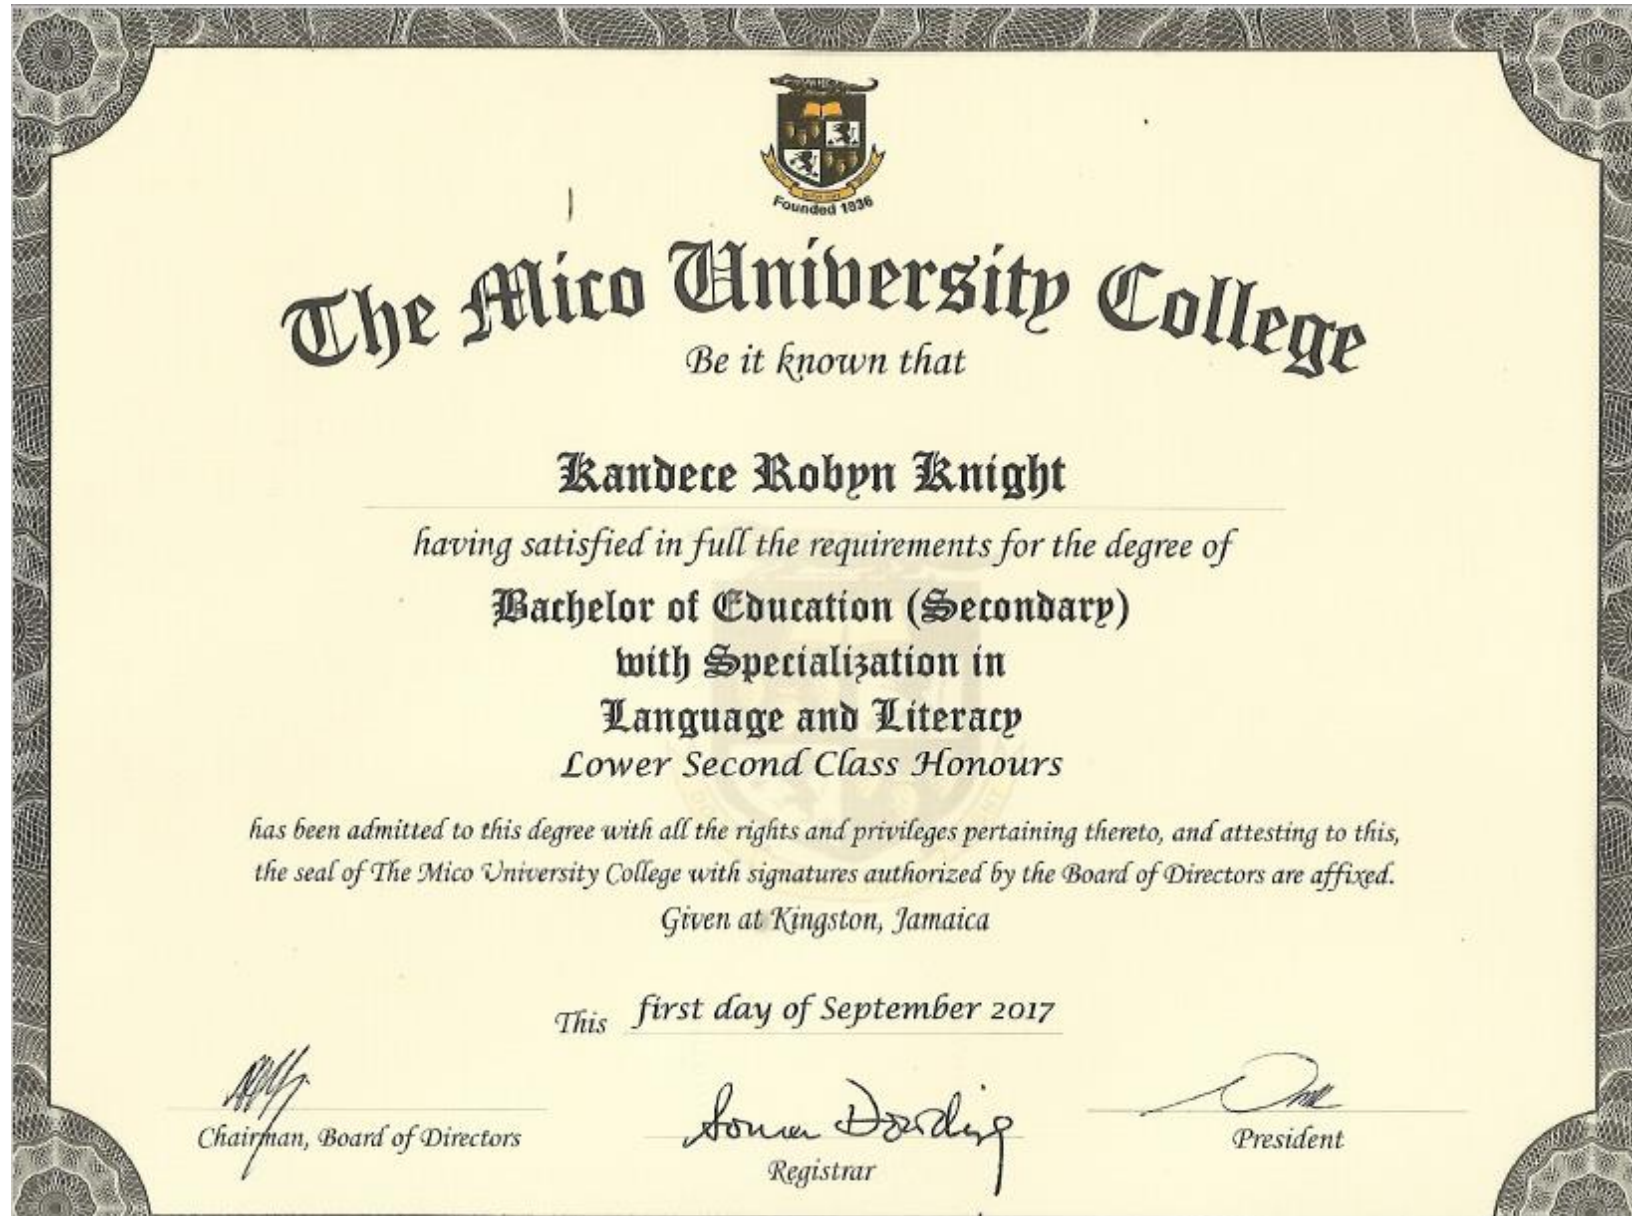 Founded 1836
The Mico University College
Be it known that
Kandece Robyn Knight
having satisfied in full the requirements for the degree of
Bachelor of Education (Secondary)
with Specialization in
Language and Literacy
Lower Second Class Honours
has been admitted to this degree with all the rights and privileges pertaining thereto, and attesting to this,
the seal of The Mico University College with signatures authorized by the Board of Directors are affixed.
Given at Kingston, Jamaica
This first day of September 2017
Chairman, Board of Directors
Registrar
President